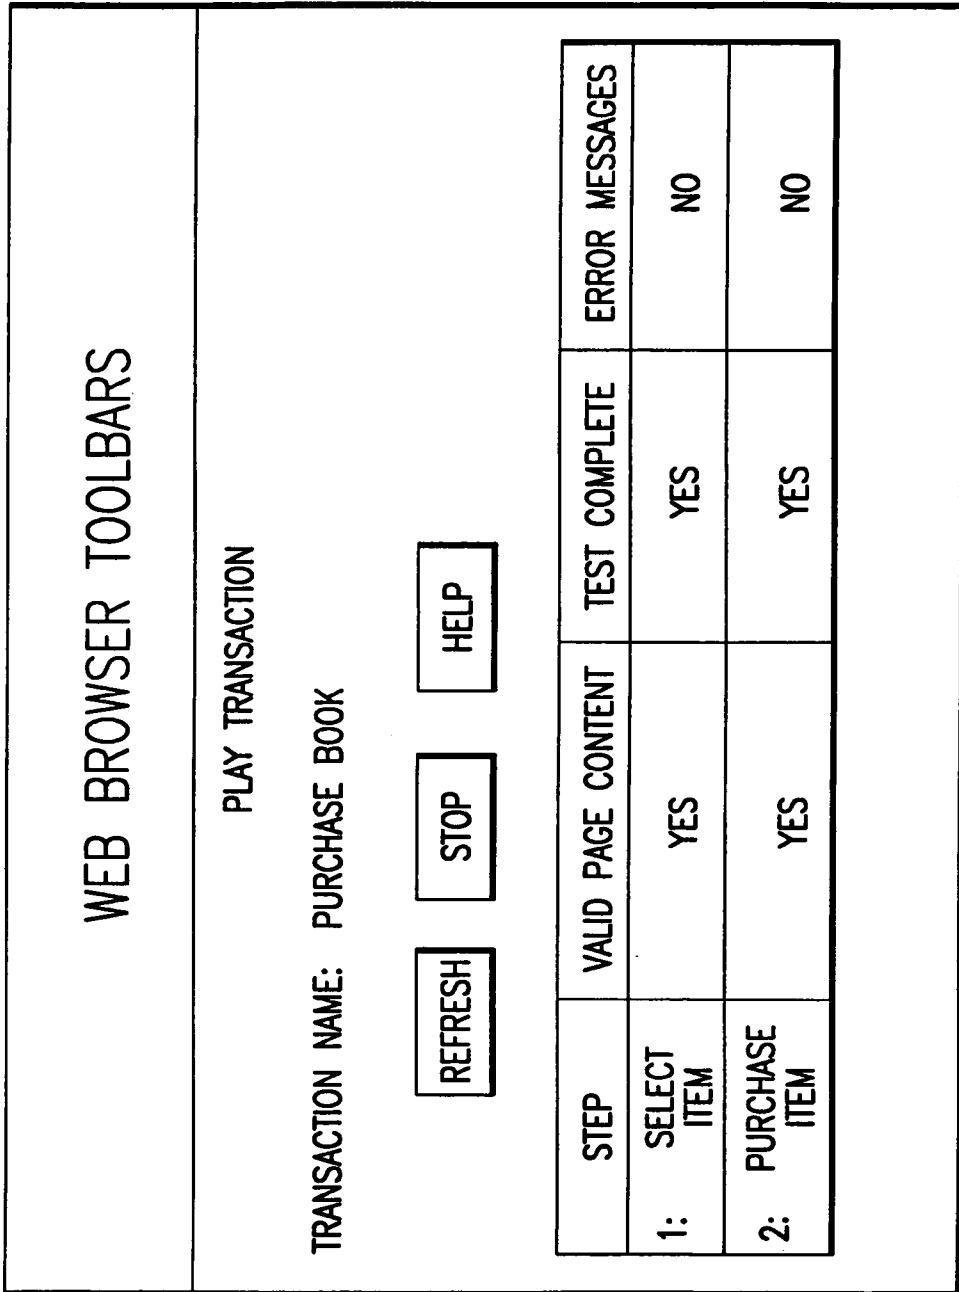 WEB BROWSER TOOLBARS
PLAY TRANSACTION
TRANSACTION NAME: PURCHASE BOOK
REFRESH STOP HELP
STEP VALID PAGE CONTENT TEST COMPLETE ERROR MESSAGES
1: SELECT YES YES NO
ITEM
2: PURCHASE YES YES NO
ITEM